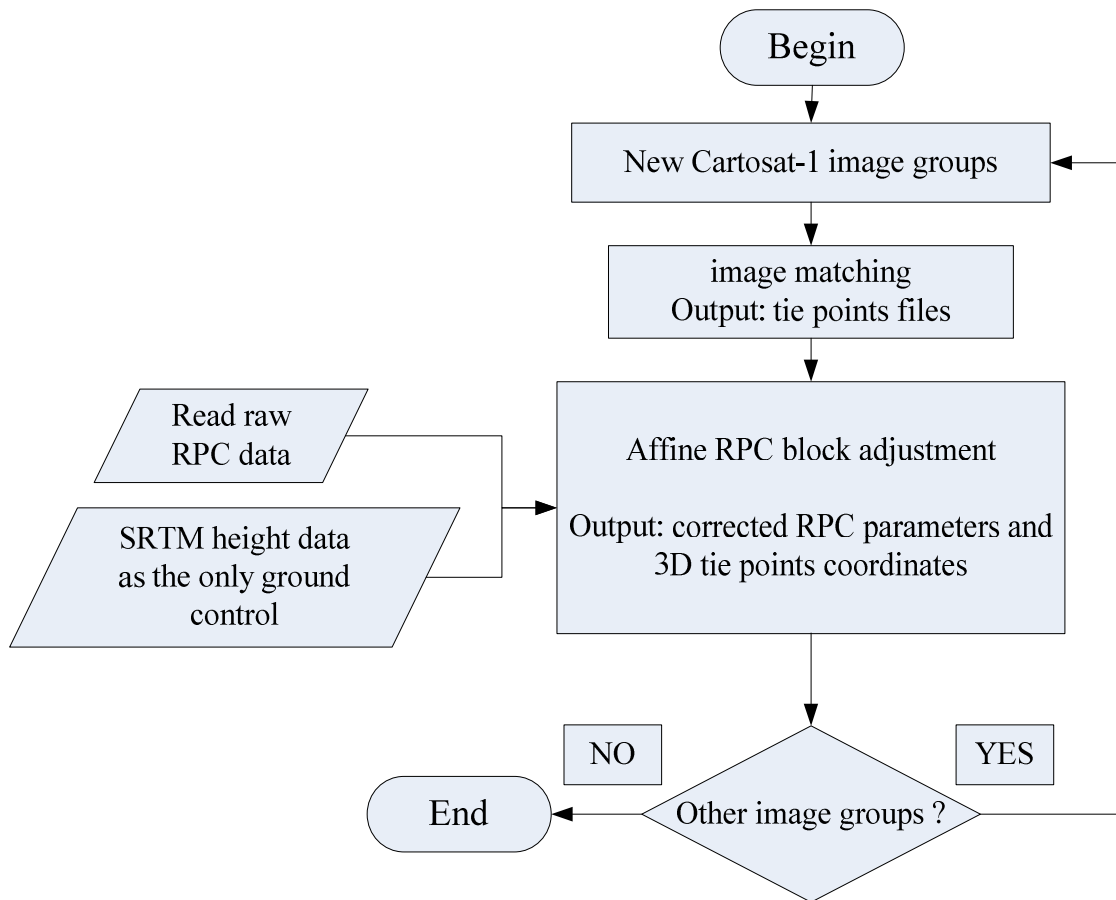 Begin
New Cartosat-1 image groups
image matching
Output: tie points files
Read raw
RPC data
SRTM height data
as the only ground
control
Affine RPC block adjustment
Output: corrected RPC parameters and
3D tie points coordinates
NO
YES
Other image groups ?
End